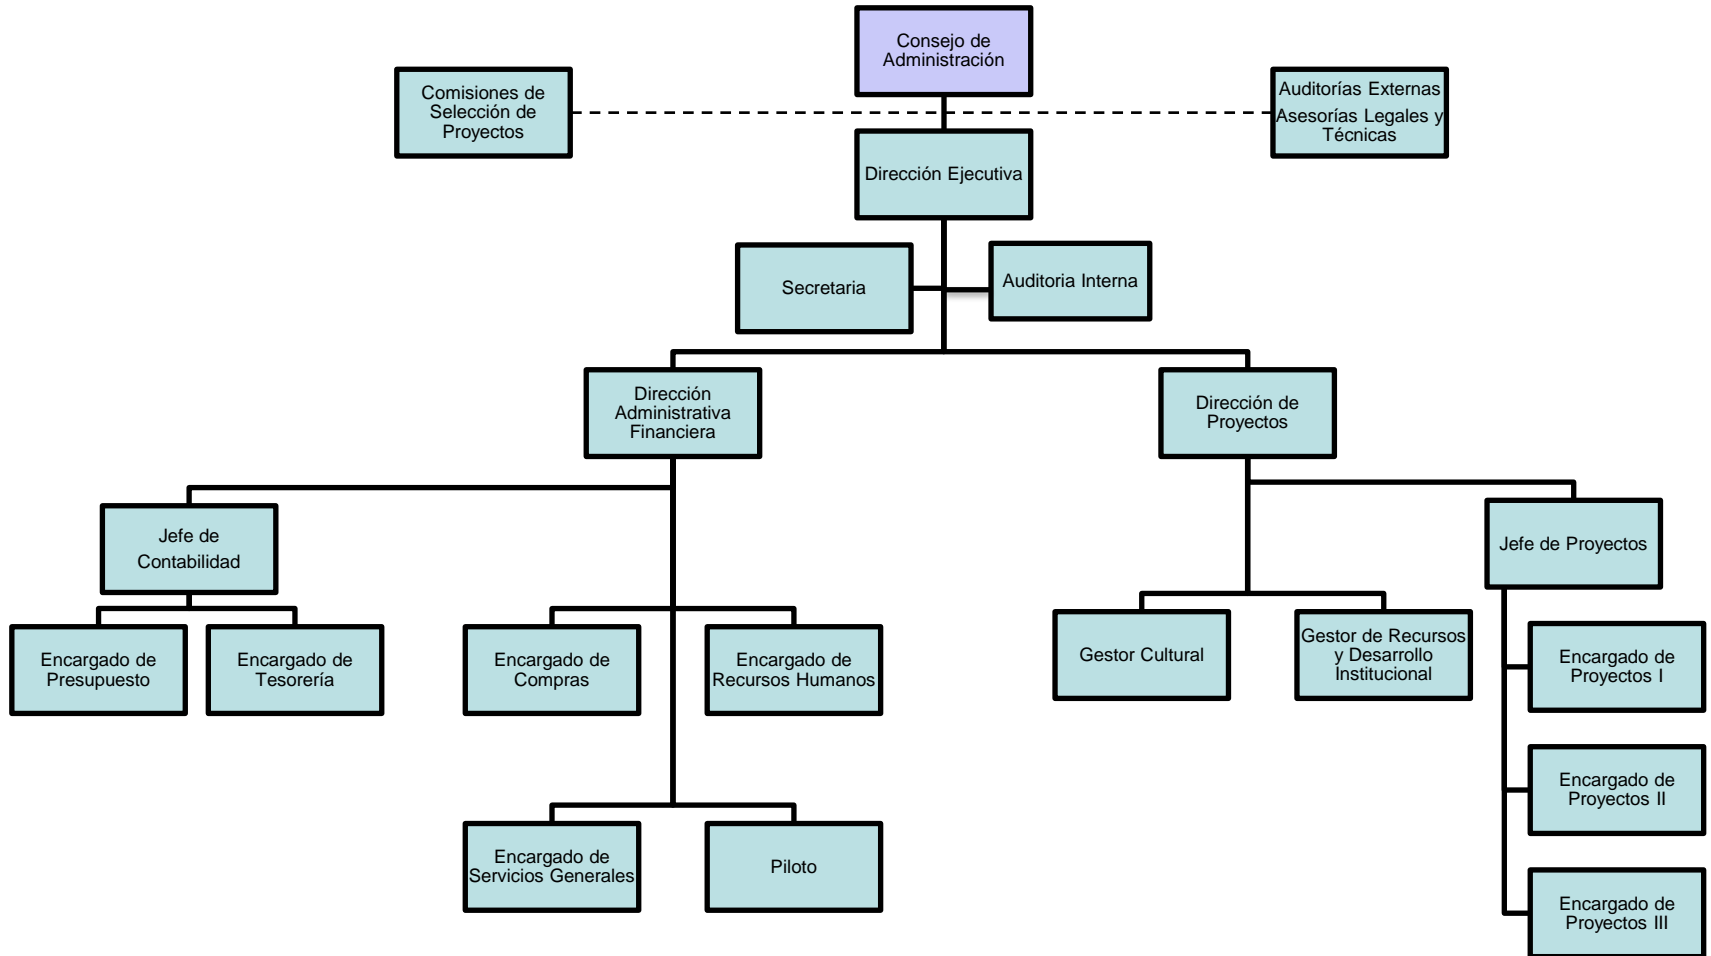 Consejo de
Administración
Comisiones de
Selección de
Proyectos
Auditorías Externas
Asesorías Legales y
Técnicas
Dirección Ejecutiva
Secretaria
Auditoria Interna
Dirección
Administrativa
Financiera
Dirección de
Proyectos
Jefe de
Contabilidad
Jefe de Proyectos
Encargado de
Presupuesto
Encargado de
Tesorería
Encargado de
Compras
Encargado de
Recursos Humanos
Gestor Cultural
Gestor de Recursos
y Desarrollo
Institucional
Encargado de
Proyectos I
Encargado de
Proyectos II
Encargado de
Servicios Generales
Piloto
Encargado de
Proyectos III